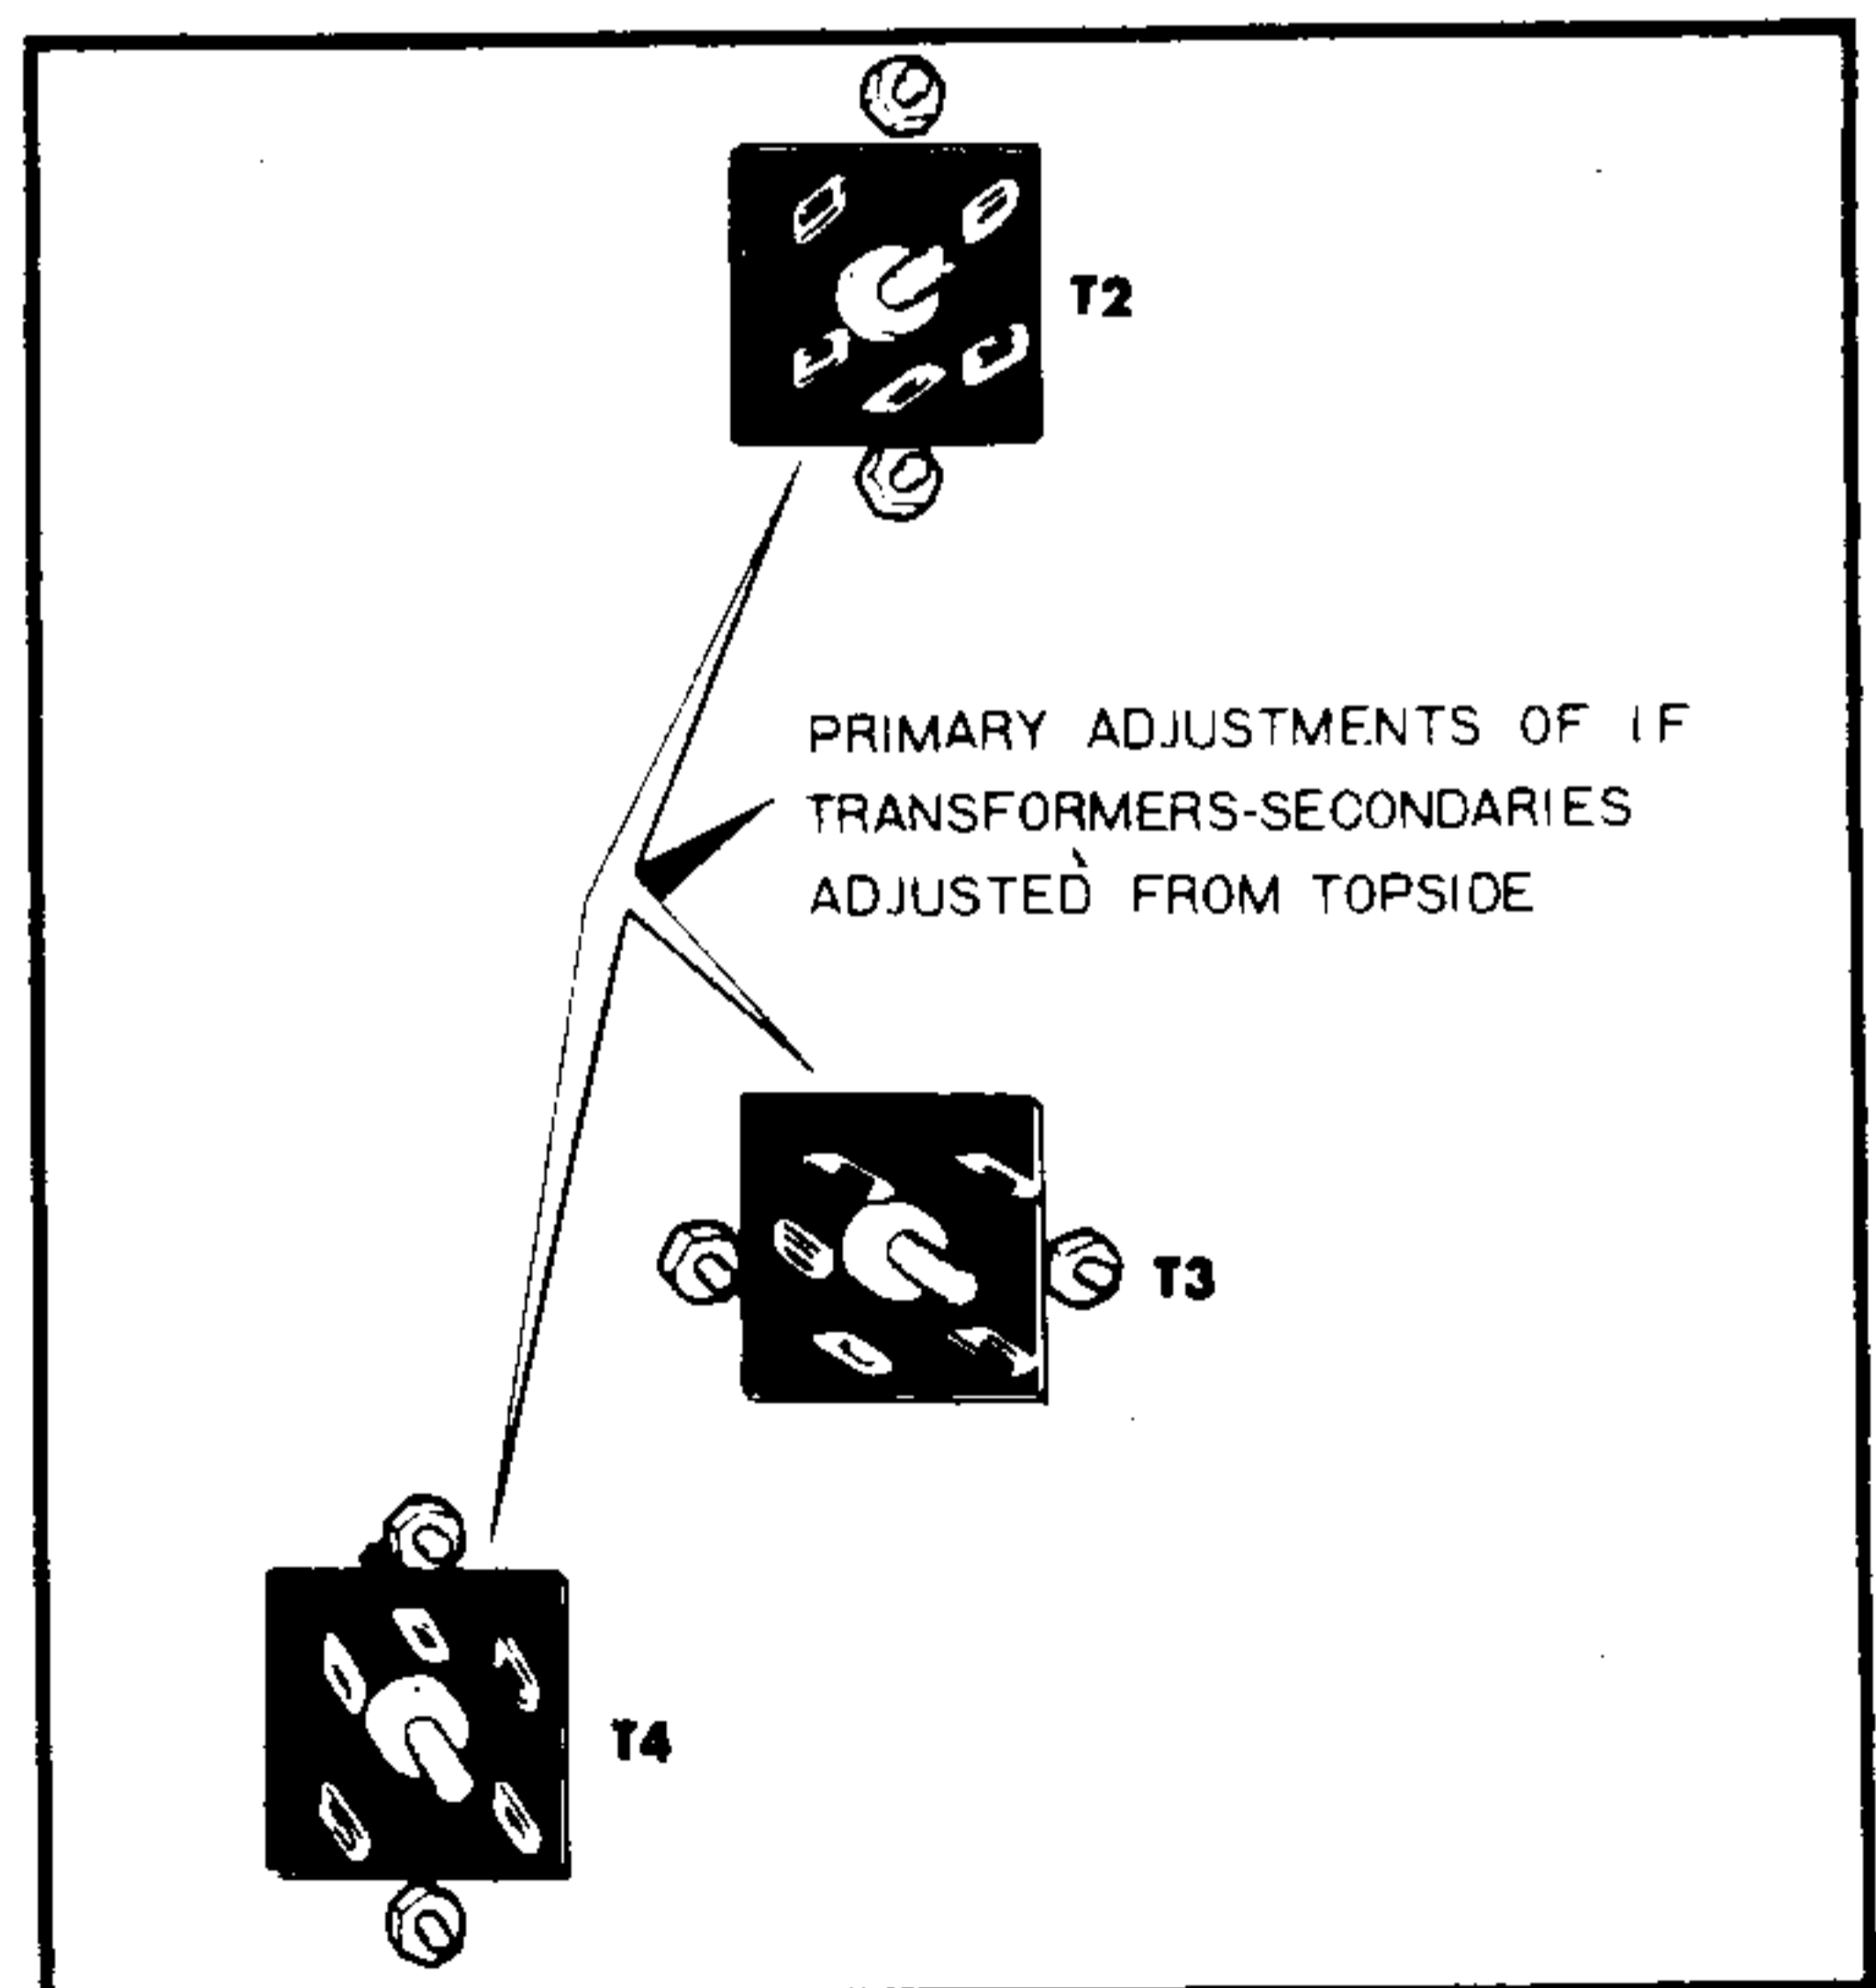 T2
PRIMARY ADJUSTMENTS OF IF
TRANSFORMERS-SECONDARIES
ADJUSTED FROM TOPSIDE
T3
T4